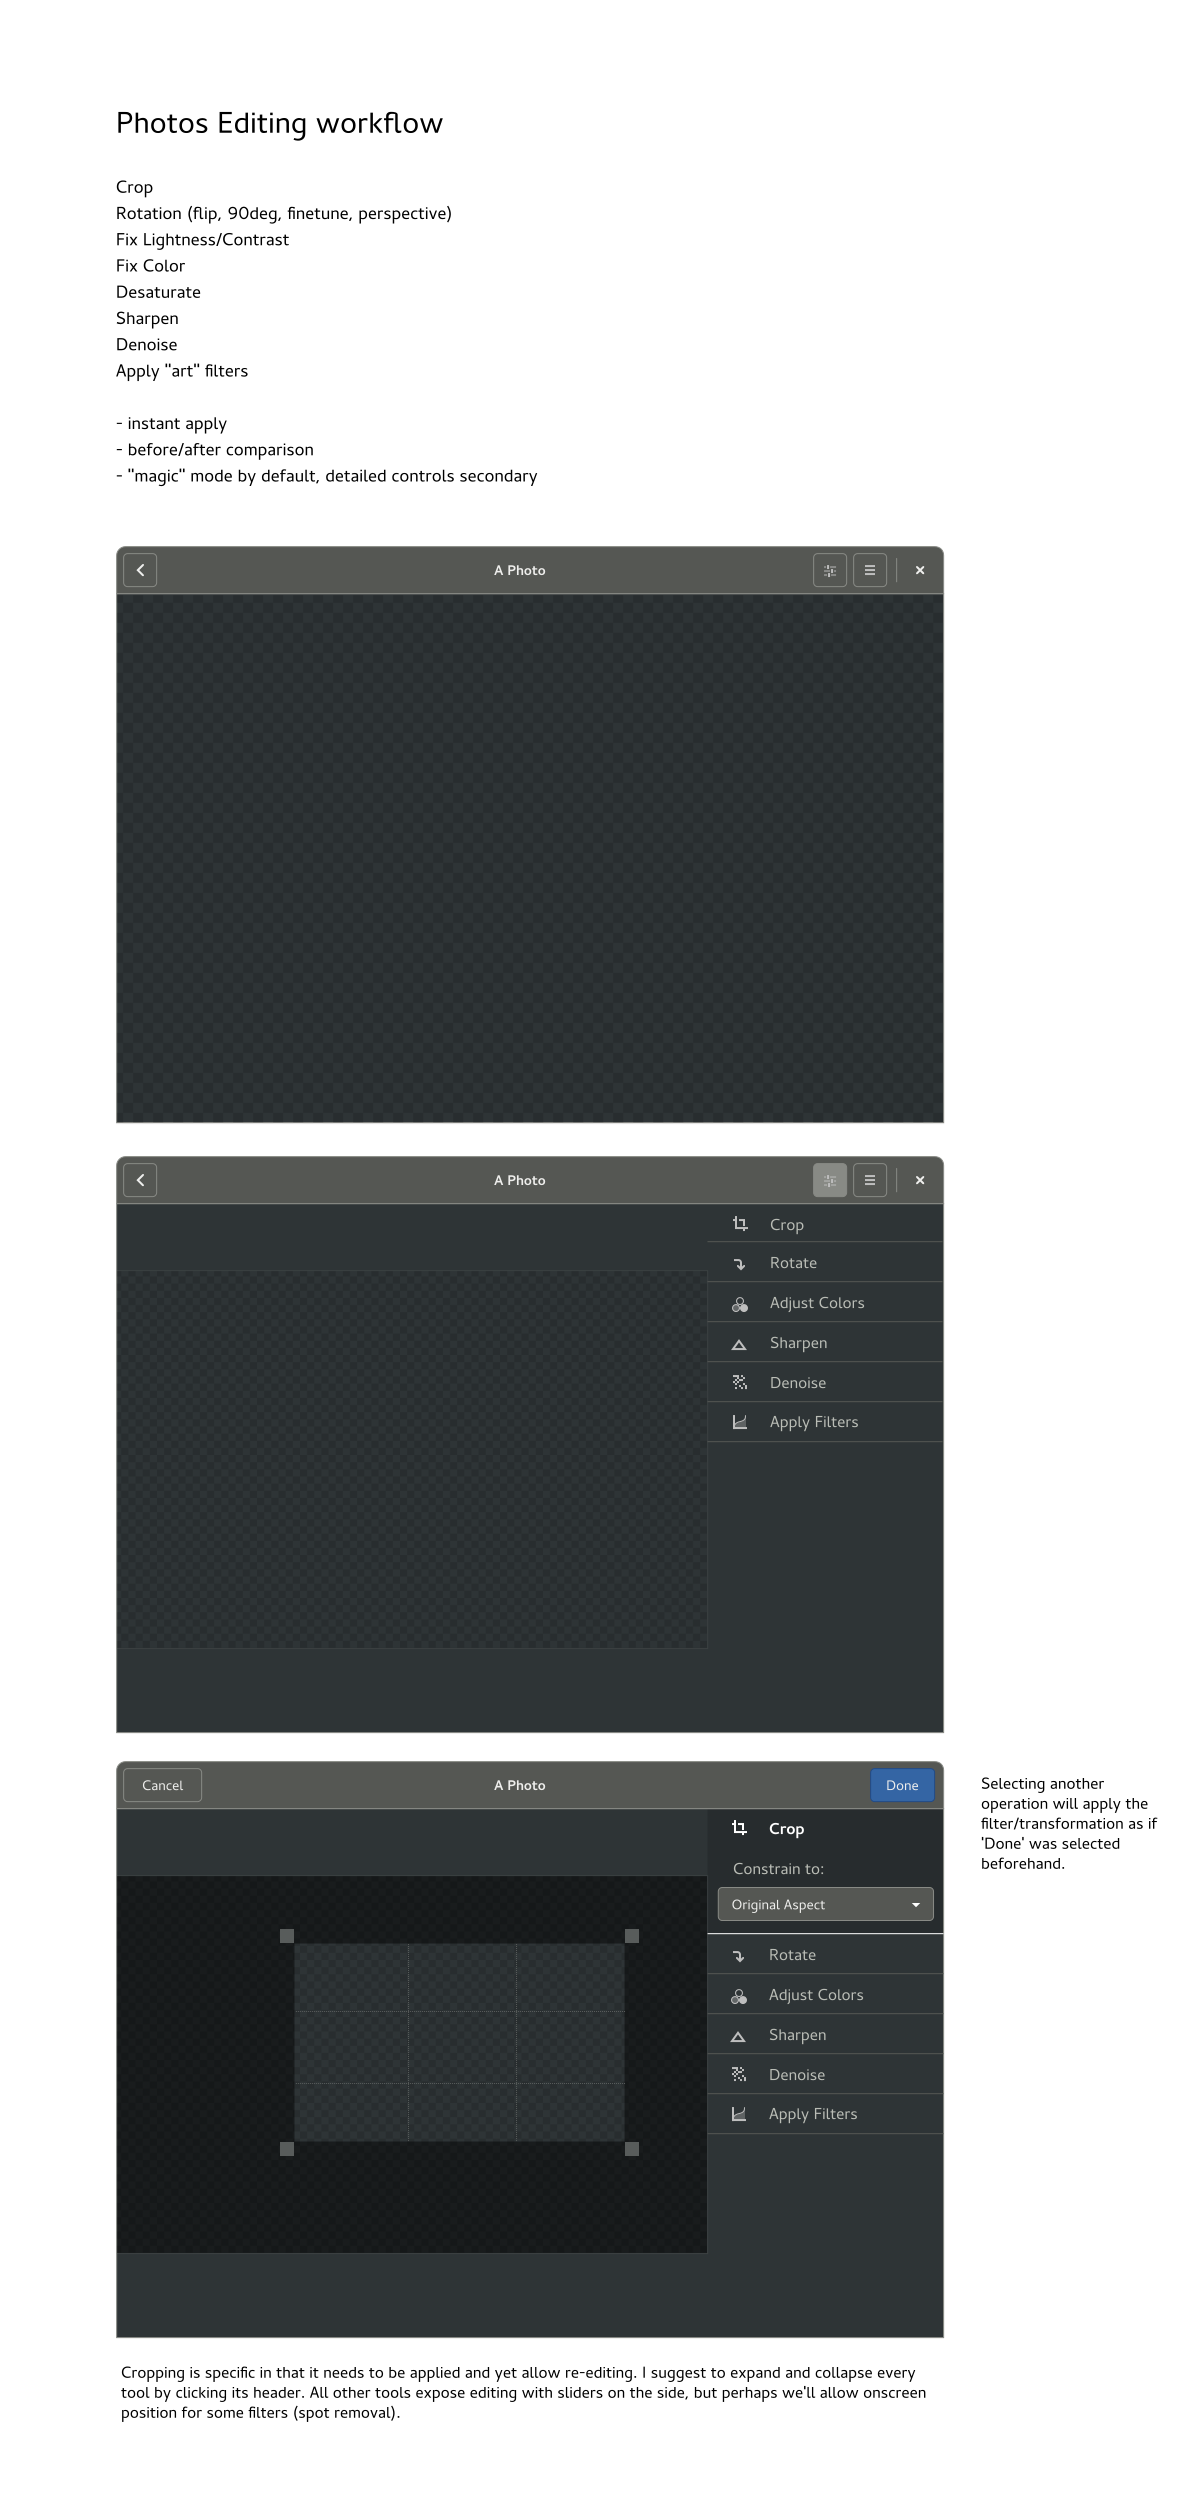 Photos Editing workflow
Crop
Rotation (flip, 90deg, finetune, perspective)
Fix Lightness/Contrast
Fix Color
Desaturate
Sharpen
Denoise
Apply "art" filters
- instant apply
- before/after comparison
- "magic" mode by default, detailed controls secondary
A Photo
A Photo
Crop
Rotate
Adjust Colors
Sharpen
Denoise
Apply Filters
Cancel
A Photo
Done
Crop
Constrain to:
Original Aspect
Rotate
Adjust Colors
Sharpen
Denoise
Apply Filters
Selecting another
operation will apply the
filter/transformation as if
'Done' was selected
beforehand.
Cropping is specific in that it needs to be applied and yet allow re-editing. I suggest to expand and collapse every
tool by clicking its header. All other tools expose editing with sliders on the side, but perhaps we'll allow onscreen
position for some filters (spot removal).